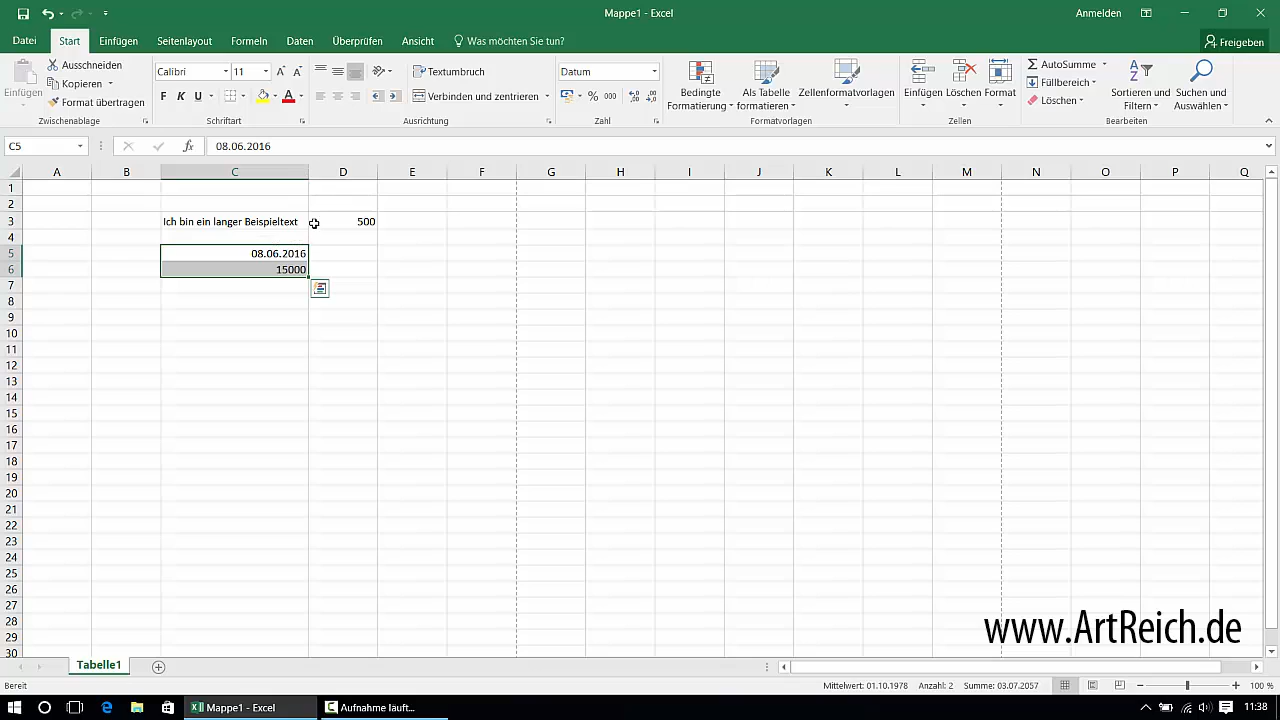 Mappe1 - Excel
Anmelden
Datei Start Einfügen Seitenlayout Formeln Daten Überprüfen Ansicht Was möchten Sie tun? Freigeben
Einfügen
Ausschneiden
Kopieren
Format übertragen
Zwischenablage
Calibri 11
F K U
Schriftart
Textumbruch
Verbinden und zentrieren
Ausrichtung
Datum
% 000
Zahl
Bedingte Formatierung
Als Tabelle formatieren
Zellenformatvorlagen
Formatvorlagen
Einfügen Löschen Format
Zellen
AutoSumme
Füllbereich
Löschen
Sortieren und Filtern
Suchen und Auswählen
Bearbeiten
C5 fx 08.06.2016
A B C D E F G H I J K L M N O P Q
1
2
3 Ich bin ein langer Beispieltext 500
4
5 08.06.2016
6 15000
7
8
9
10
11
12
13
14
15
16
17
18
19
20
21
22
23
24
25
26
27
28
29
30
www.ArtReich.de
Tabelle1
Bereit Mittelwert: 01.10.1978 Anzahl: 2 Summe: 03.07.2057 100 %
Mappe1 - Excel Aufnahme läuft... 11:38